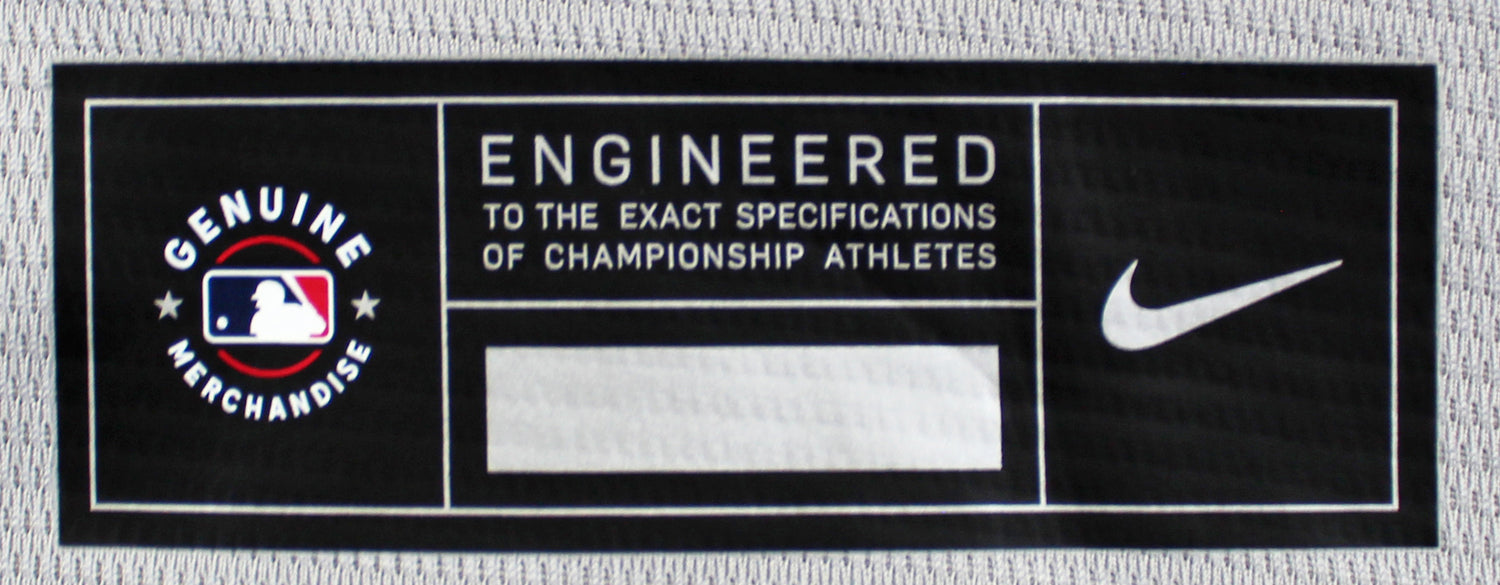 GENUINE
MERCHANDISE
ENGINEERED
TO THE EXACT SPECIFICATIONS
OF CHAMPIONSHIP ATHLETES